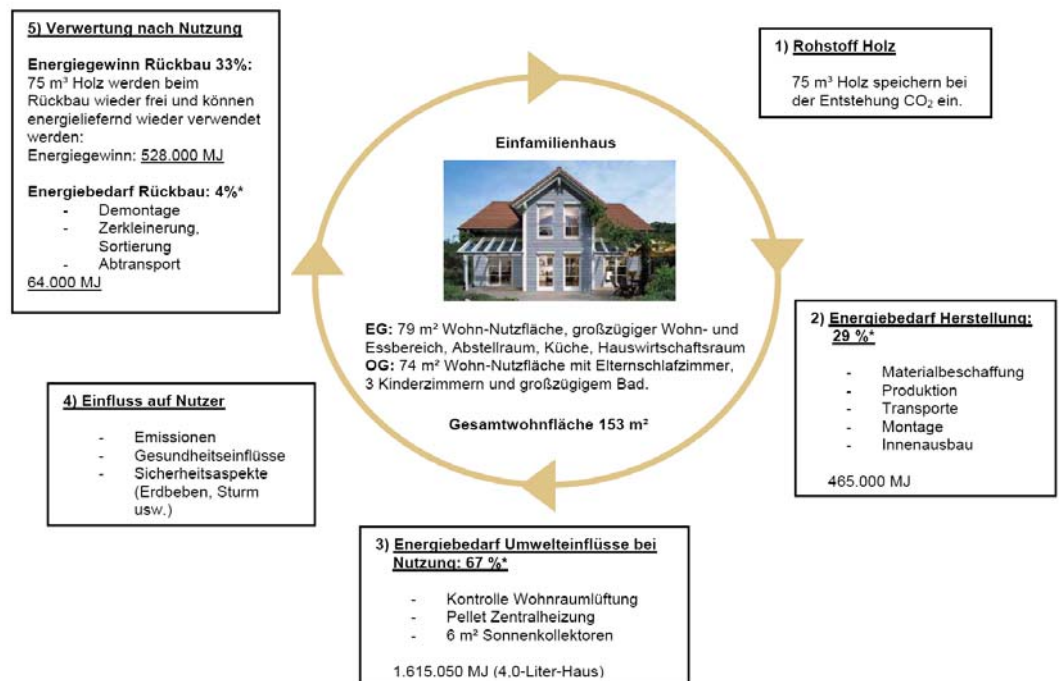 5) Verwertung nach Nutzung
Energiegewinn Rückbau 33%:
75 m³ Holz werden beim
Rückbau wieder frei und können
energieliefernd wieder verwendet
werden:
Energiegewinn: 528.000 MJ
Energiebedarf Rückbau: 4%*
- Demontage
- Zerkleinerung,
Sortierung
- Abtransport
64.000 MJ
1) Rohstoff Holz
75 m³ Holz speichern bei
der Entstehung CO₂ ein.
Einfamilienhaus
EG: 79 m² Wohn-Nutzfläche, großzügiger Wohn- und
Essbereich, Abstellraum, Küche, Hauswirtschaftsraum
OG: 74 m² Wohn-Nutzfläche mit Elternschlafzimmer,
3 Kinderzimmern und großzügigem Bad.
Gesamtwohnfläche 153 m²
2) Energiebedarf Herstellung:
29 %*
- Materialbeschaffung
- Produktion
- Transporte
- Montage
- Innenausbau
465.000 MJ
4) Einfluss auf Nutzer
- Emissionen
- Gesundheitseinflüsse
- Sicherheitsaspekte
(Erdbeben, Sturm
usw.)
3) Energiebedarf Umwelteinflüsse bei
Nutzung: 67 %*
- Kontrolle Wohnraumlüftung
- Pellet Zentralheizung
- 6 m² Sonnenkollektoren
1.615.050 MJ (4,0-Liter-Haus)